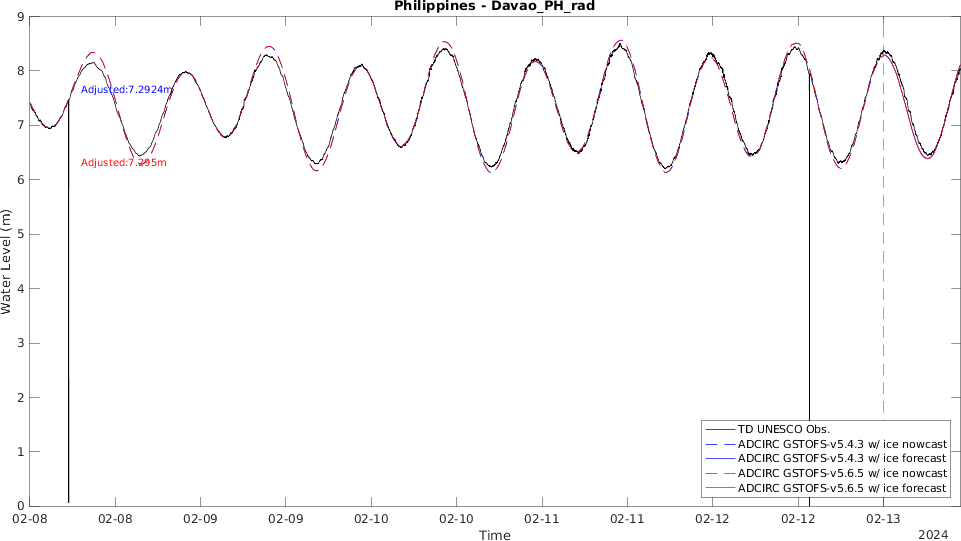 Philippines - Davao_PH_rad
Water Level (m)
9
8
7
6
5
4
3
2
1
0
Adjusted:7.2924m
Adjusted:7.295m
TD UNESCO Obs.
ADCIRC GSTOFS-v5.4.3 w/ ice nowcast
ADCIRC GSTOFS-v5.4.3 w/ ice forecast
ADCIRC GSTOFS-v5.6.5 w/ ice nowcast
ADCIRC GSTOFS-v5.6.5 w/ ice forecast
02-08 02-08 02-09 02-09 02-10 02-10 02-11 02-11 02-12 02-12 02-13
Time
2024